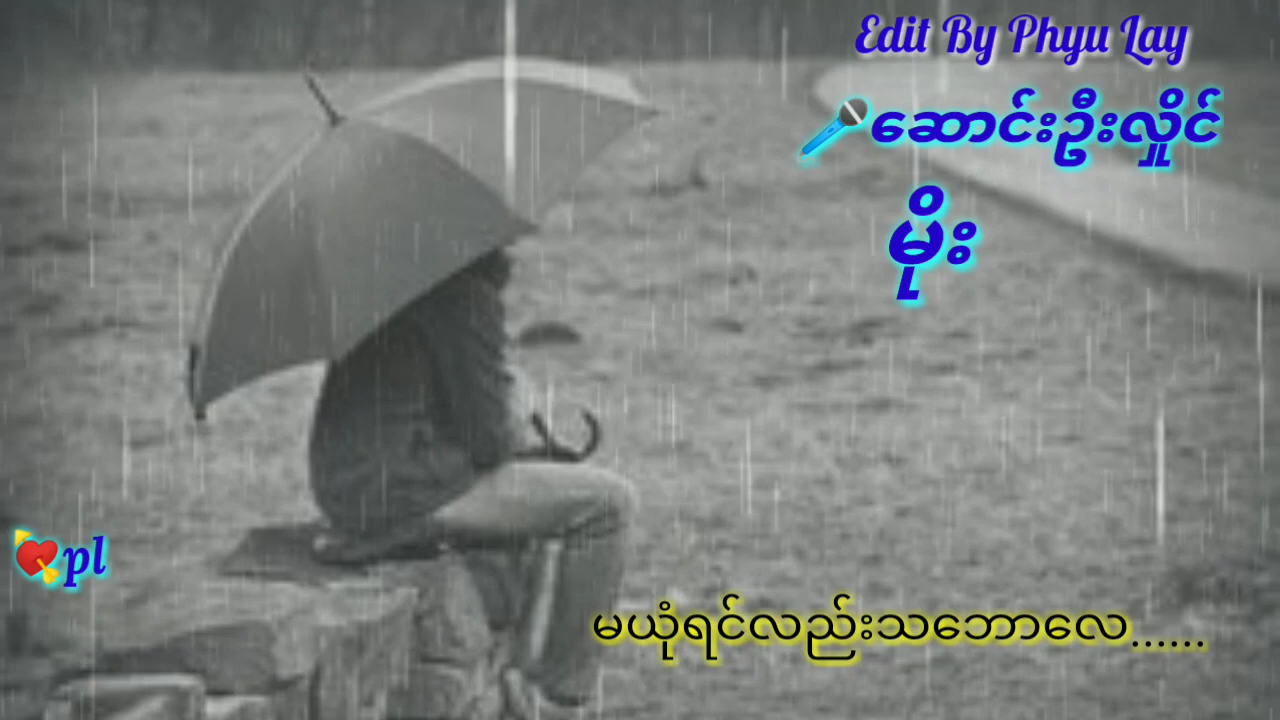 Edit By Phyu Lay
🎤ဆောင်းဦးလှိုင်
မိုး
💘pl
မယုံရင်လည်းသဘောလေ......